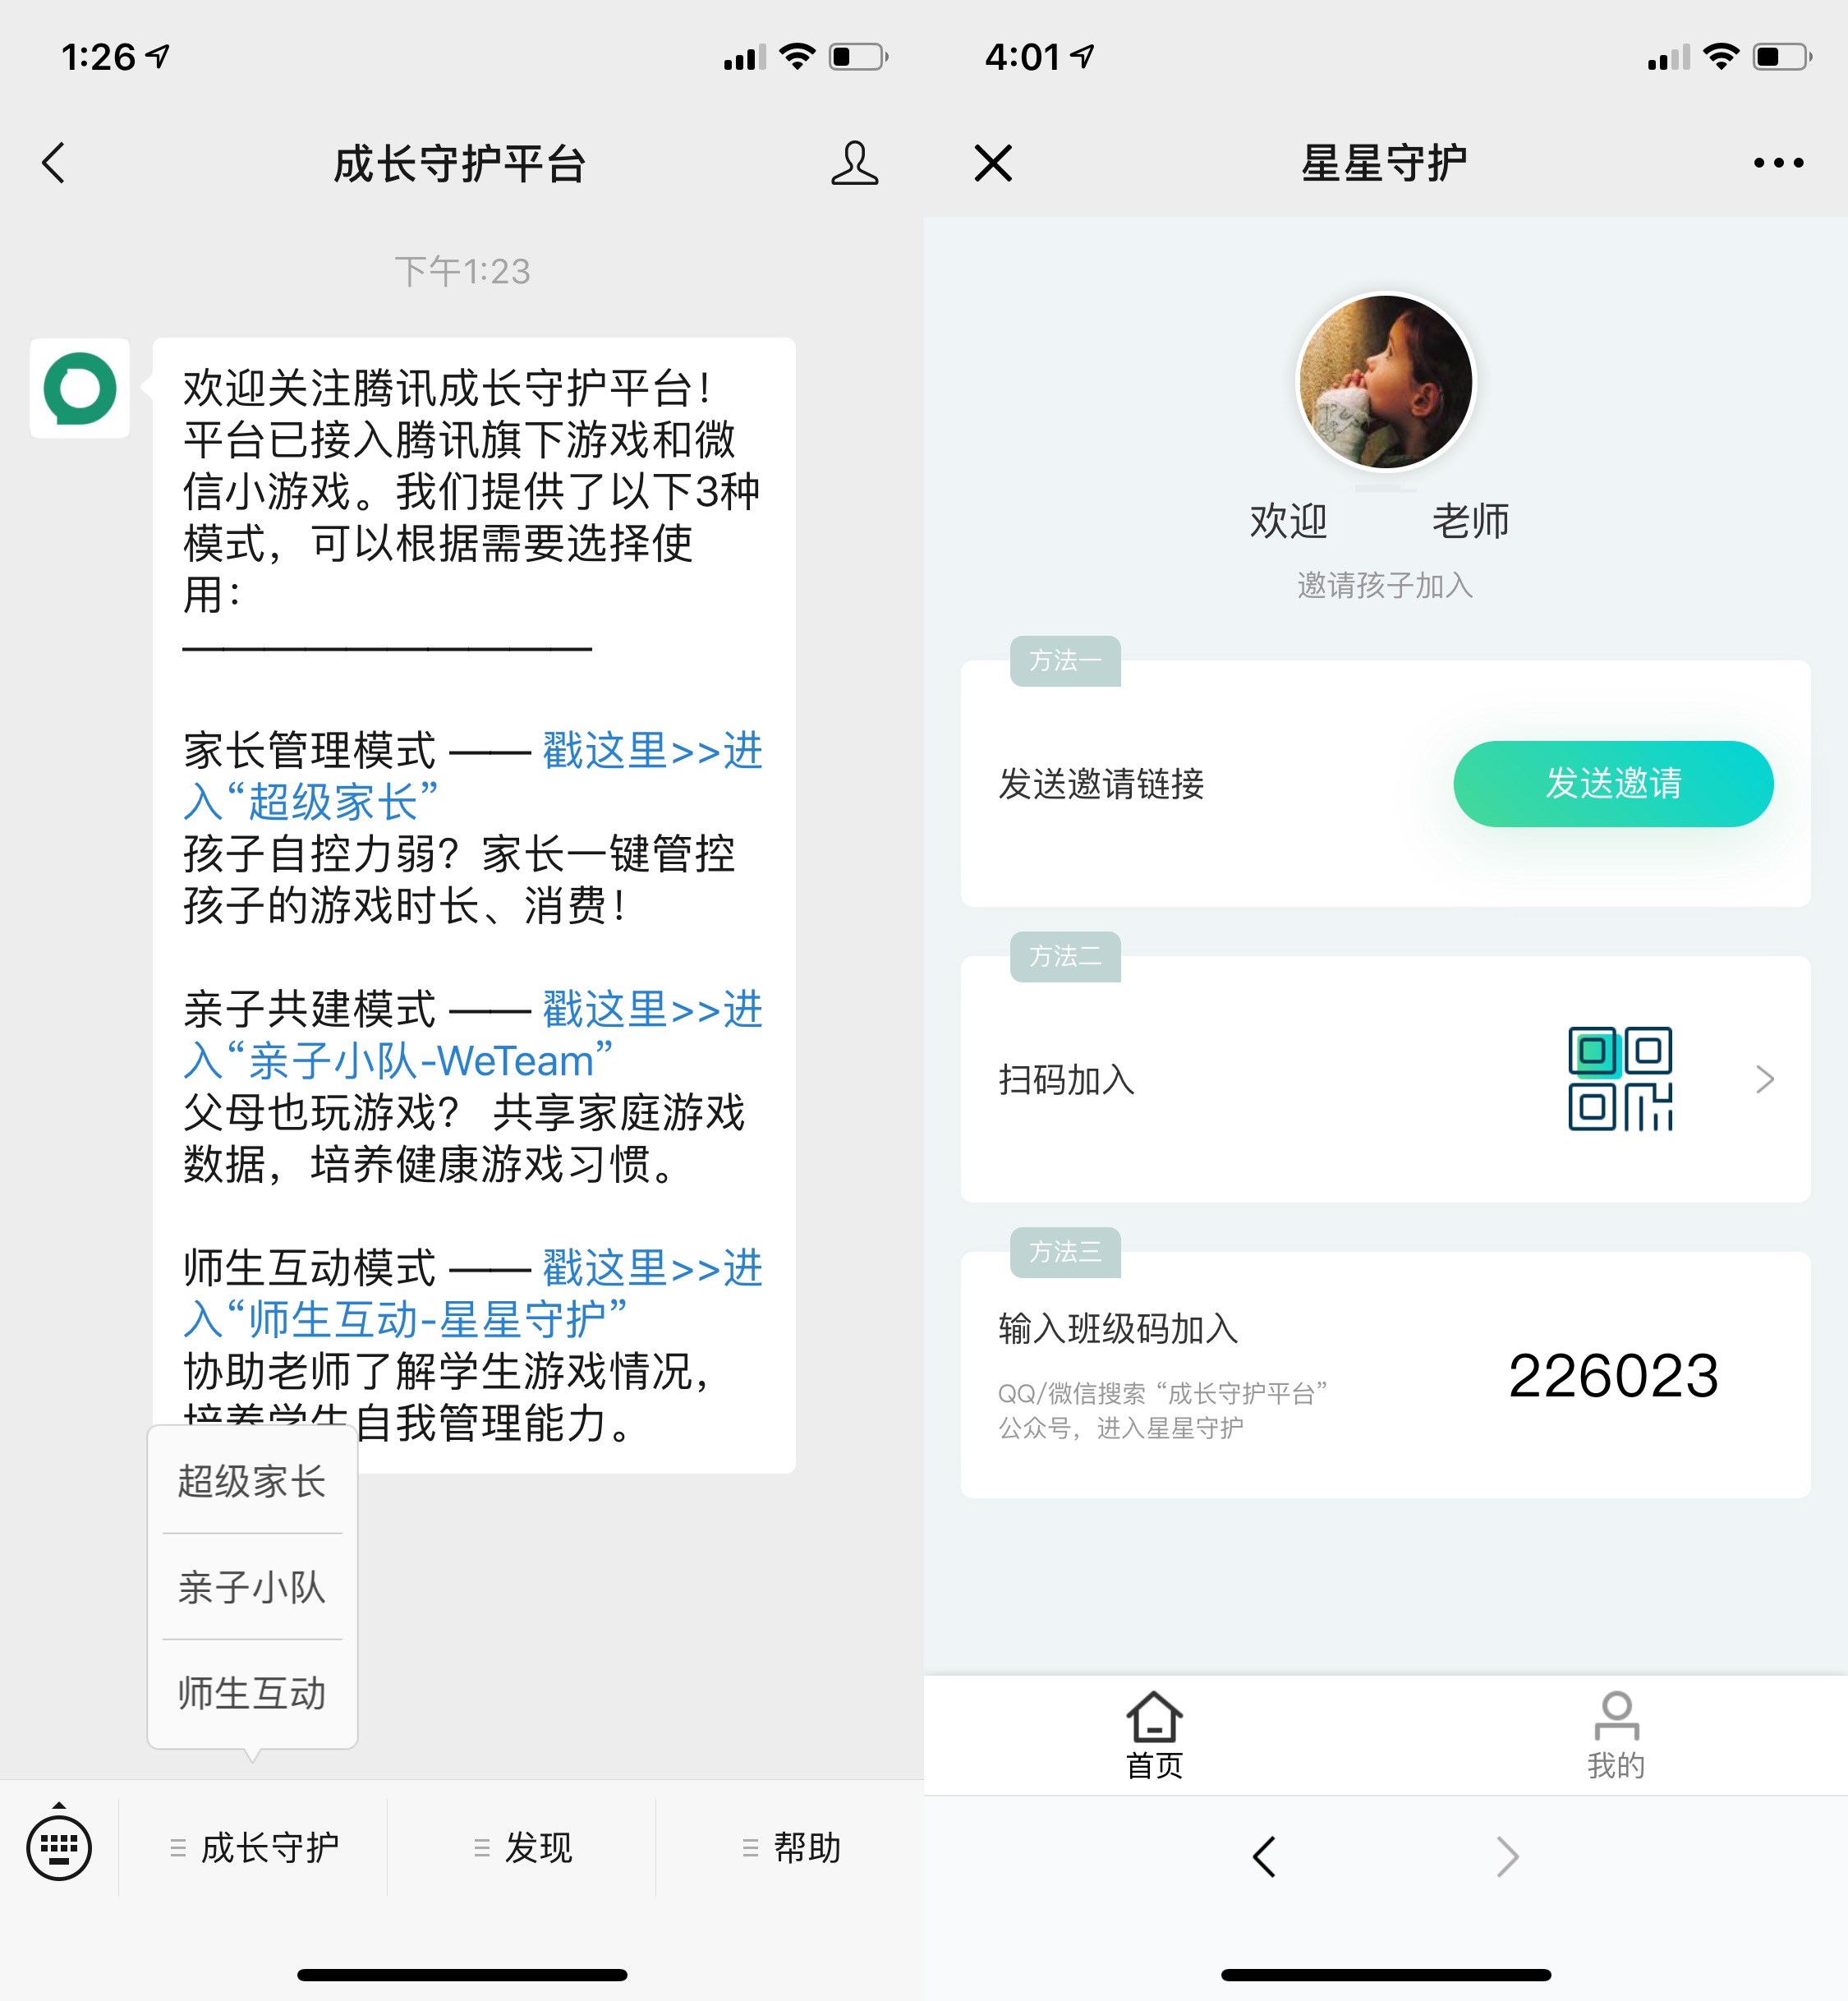 1:26
成长守护平台
下午1:23
欢迎关注腾讯成长守护平台！
平台已接入腾讯旗下游戏和微
信小游戏。我们提供了以下3种
模式，可以根据需要选择使
用：
——————————
家长管理模式 —— 戳这里>>进
入“超级家长”
孩子自控力弱？家长一键管控
孩子的游戏时长、消费！
亲子共建模式 —— 戳这里>>进
入“亲子小队-WeTeam”
父母也玩游戏？ 共享家庭游戏
数据，培养健康游戏习惯。
师生互动模式 —— 戳这里>>进
入“师生互动-星星守护”
协助老师了解学生游戏情况，
培养学生自我管理能力。
超级家长
亲子小队
师生互动
成长守护
发现
帮助
4:01
星星守护
欢迎 老师
邀请孩子加入
方法一
发送邀请链接
发送邀请
方法二
扫码加入
方法三
输入班级码加入
QQ/微信搜索 “成长守护平台”
公众号，进入星星守护
226023
首页
我的